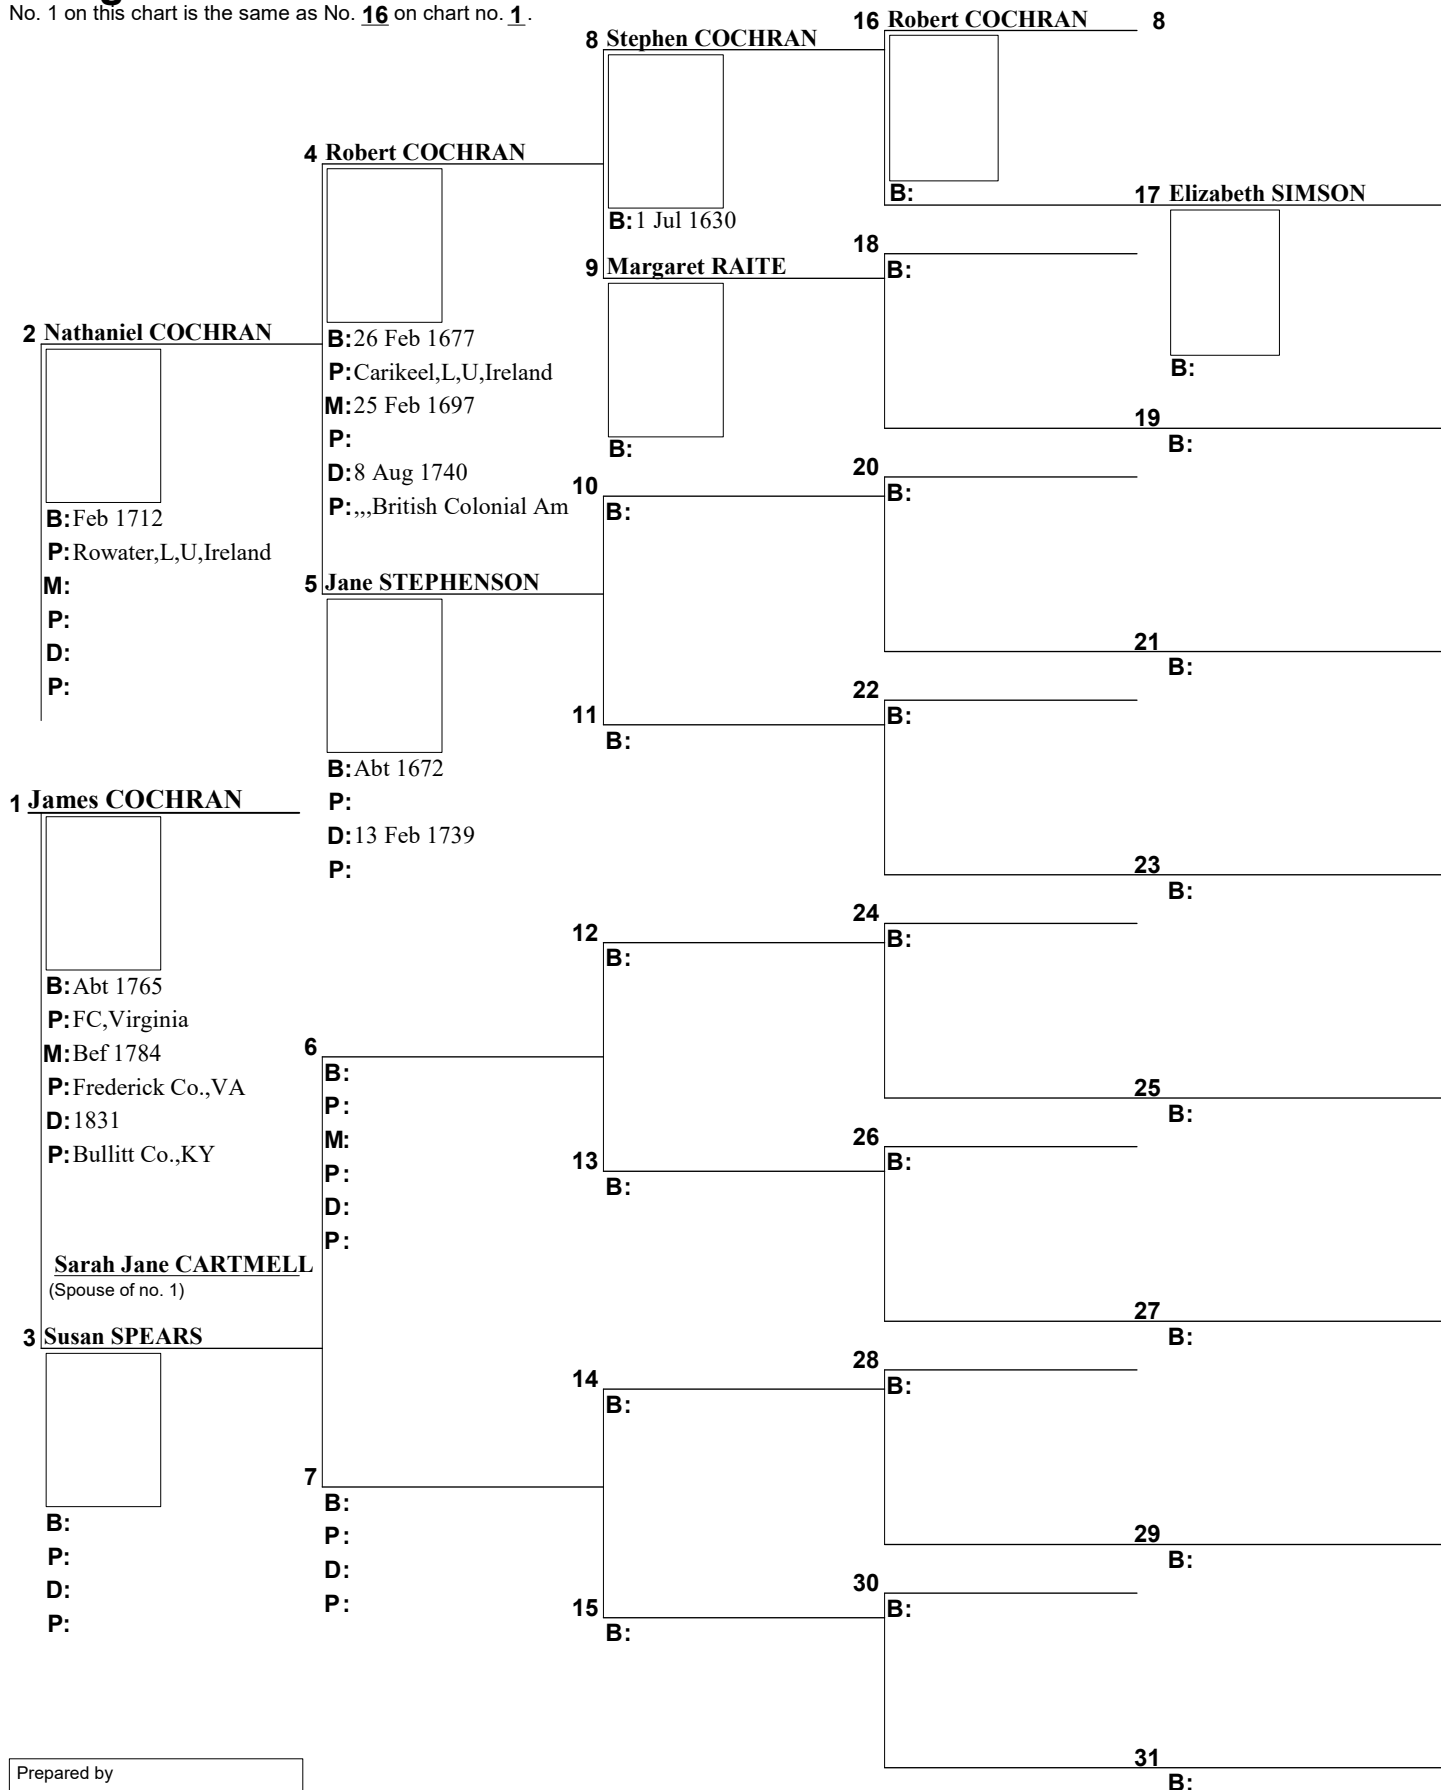 No. 1 on this chart is the same as No. 16 on chart no. 1.
16 Robert COCHRAN 8
B:
8 Stephen COCHRAN
B: 1 Jul 1630
4 Robert COCHRAN
B: 26 Feb 1677
P: Carikeel,L,U,Ireland
M: 25 Feb 1697
P:
D: 8 Aug 1740
P: ,,,British Colonial Am
17 Elizabeth SIMSON
B:
9 Margaret RAITE
B:
18
B:
19
B:
2 Nathaniel COCHRAN
B: Feb 1712
P: Rowater,L,U,Ireland
M:
P:
D:
P:
5 Jane STEPHENSON
B: Abt 1672
P:
D: 13 Feb 1739
P:
10
B:
20
B:
21
B:
11
B:
22
B:
23
B:
1 James COCHRAN
B: Abt 1765
P: FC,Virginia
M: Bef 1784
P: Frederick Co.,VA
D: 1831
P: Bullitt Co.,KY
Sarah Jane CARTMELL
(Spouse of no. 1)
6
B:
P:
M:
P:
D:
P:
12
B:
24
B:
25
B:
13
B:
26
B:
27
B:
3 Susan SPEARS
B:
P:
D:
P:
7
B:
P:
D:
P:
14
B:
28
B:
29
B:
15
B:
30
B:
31
B:
Prepared by